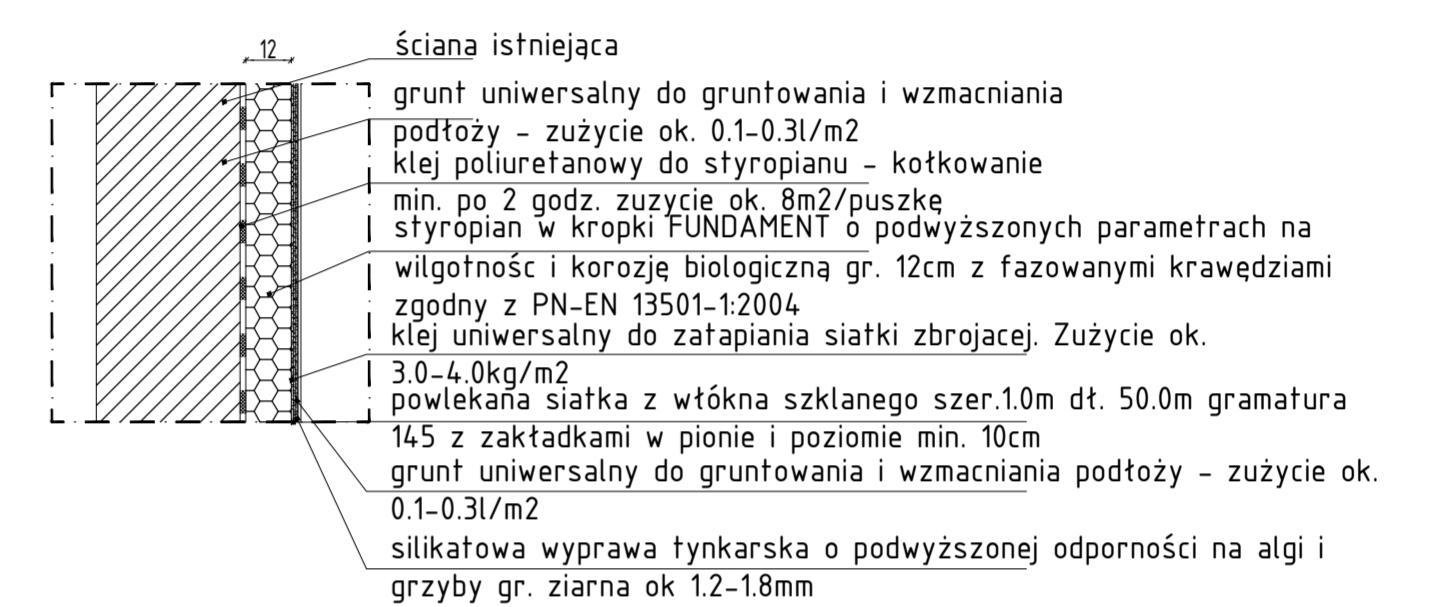 12
ściana istniejąca
grunt uniwersalny do gruntowania i wzmacniania
podłoży - zużycie ok. 0.1-0.3l/m2
klej poliuretanowy do styropianu - kołkowanie
min. po 2 godz. zuzycie ok. 8m2/puszkę
styropian w kropki FUNDAMENT o podwyższonych parametrach na
wilgotnośc i korozję biologiczną gr. 12cm z fazowanymi krawędziami
zgodny z PN-EN 13501-1:2004
klej uniwersalny do zatapiania siatki zbrojacej. Zużycie ok.
3.0-4.0kg/m2
powlekana siatka z włókna szklanego szer.1.0m dł. 50.0m gramatura
145 z zakładkami w pionie i poziomie min. 10cm
grunt uniwersalny do gruntowania i wzmacniania podłoży - zużycie ok.
0.1-0.3l/m2
silikatowa wyprawa tynkarska o podwyższonej odporności na algi i
grzyby gr. ziarna ok 1.2-1.8mm